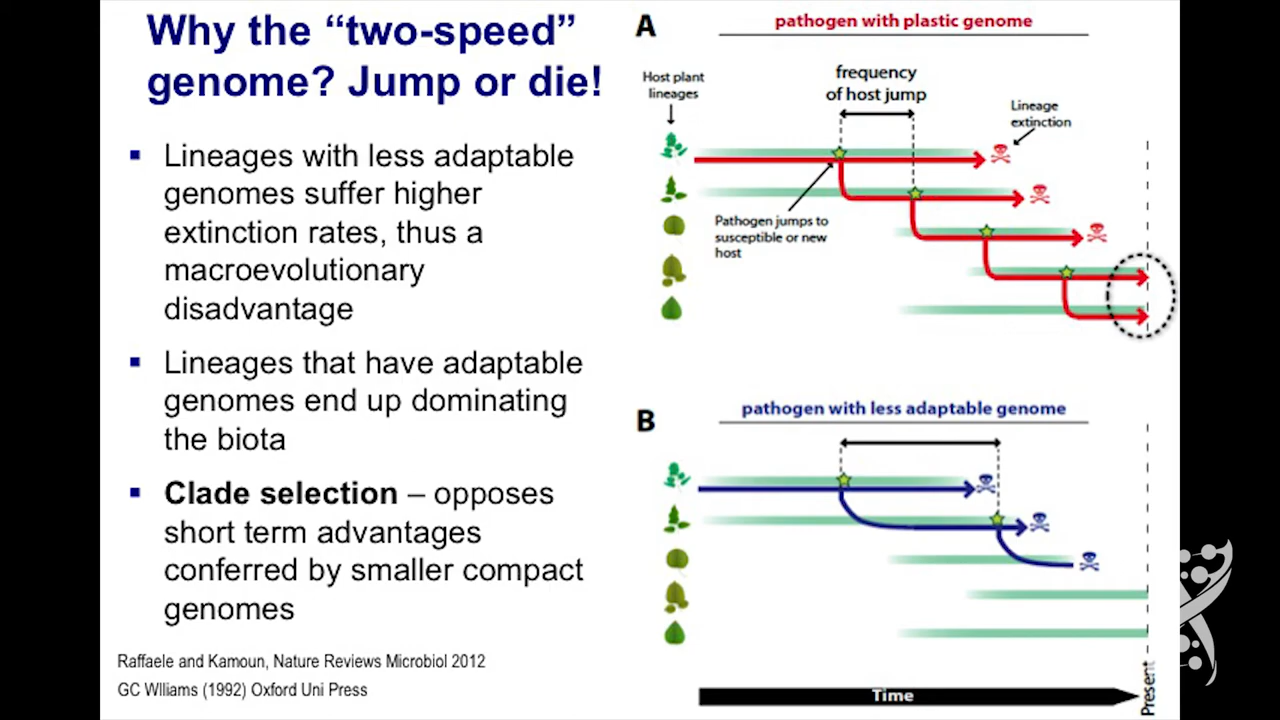 Why the “two-speed”
genome? Jump or die!
▪ Lineages with less adaptable
genomes suffer higher
extinction rates, thus a
macroevolutionary
disadvantage
▪ Lineages that have adaptable
genomes end up dominating
the biota
▪ Clade selection – opposes
short term advantages
conferred by smaller compact
genomes
Raffaele and Kamoun, Nature Reviews Microbiol 2012
GC Wlliams (1992) Oxford Uni Press
A
pathogen with plastic genome
Host plant
lineages
frequency
of host jump
Lineage
extinction
Pathogen jumps to
susceptible or new
host
B
pathogen with less adaptable genome
Time
Present